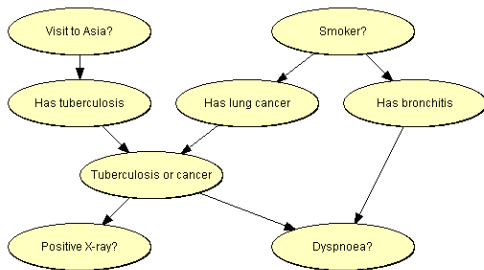 Visit to Asia?
Smoker?
Has tuberculosis
Has lung cancer
Has bronchitis
Tuberculosis or cancer
Positive X-ray?
Dyspnoea?